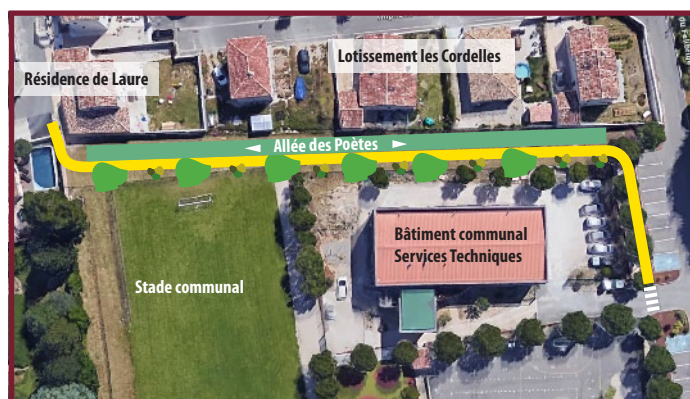 Lotissement les Cordelles
Résidence de Laure
Allée des Poètes
Bâtiment communal
Services Techniques
Stade communal